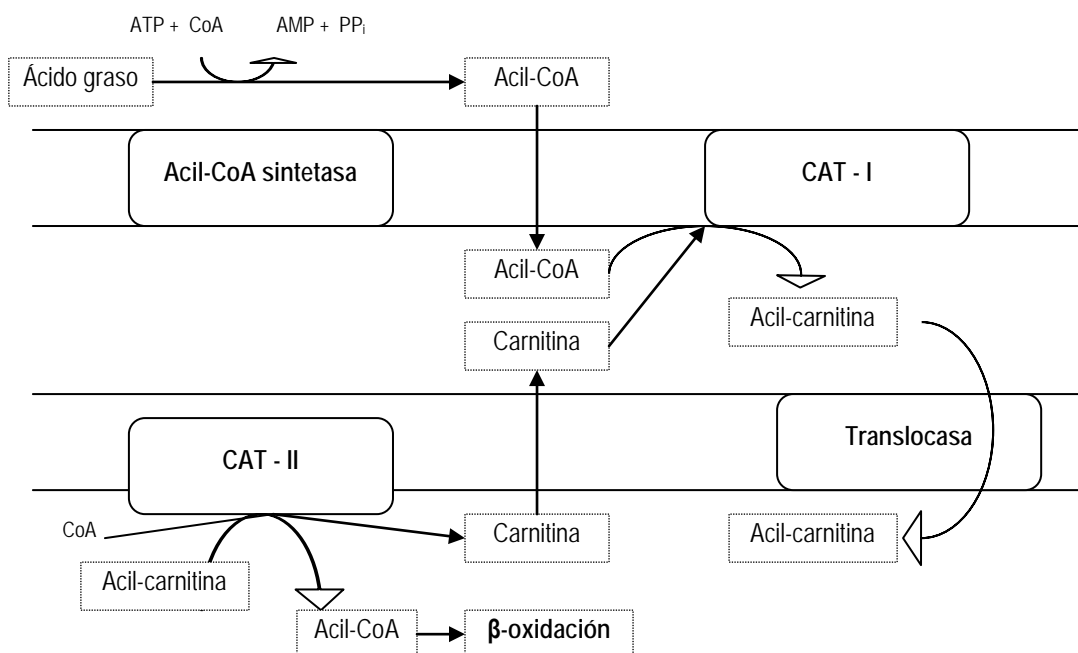 ATP + CoA AMP + PPi
Ácido graso Acil-CoA
Acil-CoA sintetasa CAT - I
Acil-CoA
Acil-carnitina
Carnitina
Translocasa
CAT - II
CoA Carnitina Acil-carnitina
Acil-carnitina
Acil-CoA β-oxidación